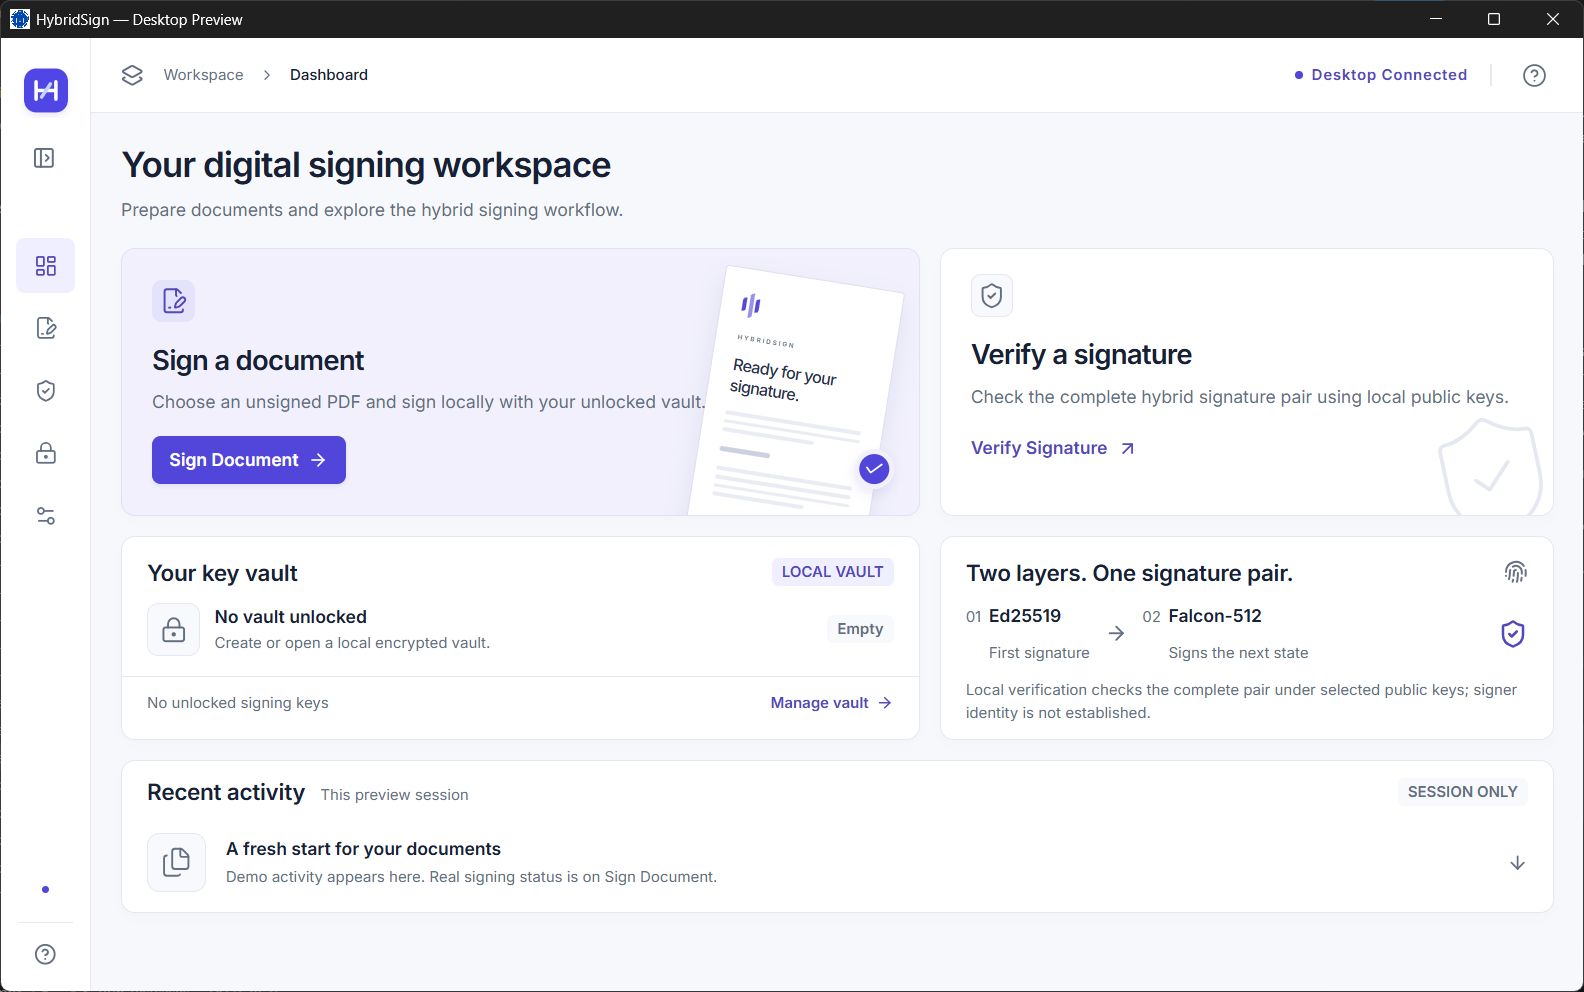 HybridSign — Desktop Preview
Workspace
Dashboard
Desktop Connected
Your digital signing workspace
Prepare documents and explore the hybrid signing workflow.
Sign a document
Choose an unsigned PDF and sign locally with your unlocked vault.
Sign Document
HYBRIDSIGN
Ready for your
signature.
Verify a signature
Check the complete hybrid signature pair using local public keys.
Verify Signature
Your key vault
LOCAL VAULT
No vault unlocked
Create or open a local encrypted vault.
Empty
No unlocked signing keys
Manage vault
Two layers. One signature pair.
01 Ed25519
First signature
02 Falcon-512
Signs the next state
Local verification checks the complete pair under selected public keys; signer
identity is not established.
Recent activity
This preview session
SESSION ONLY
A fresh start for your documents
Demo activity appears here. Real signing status is on Sign Document.